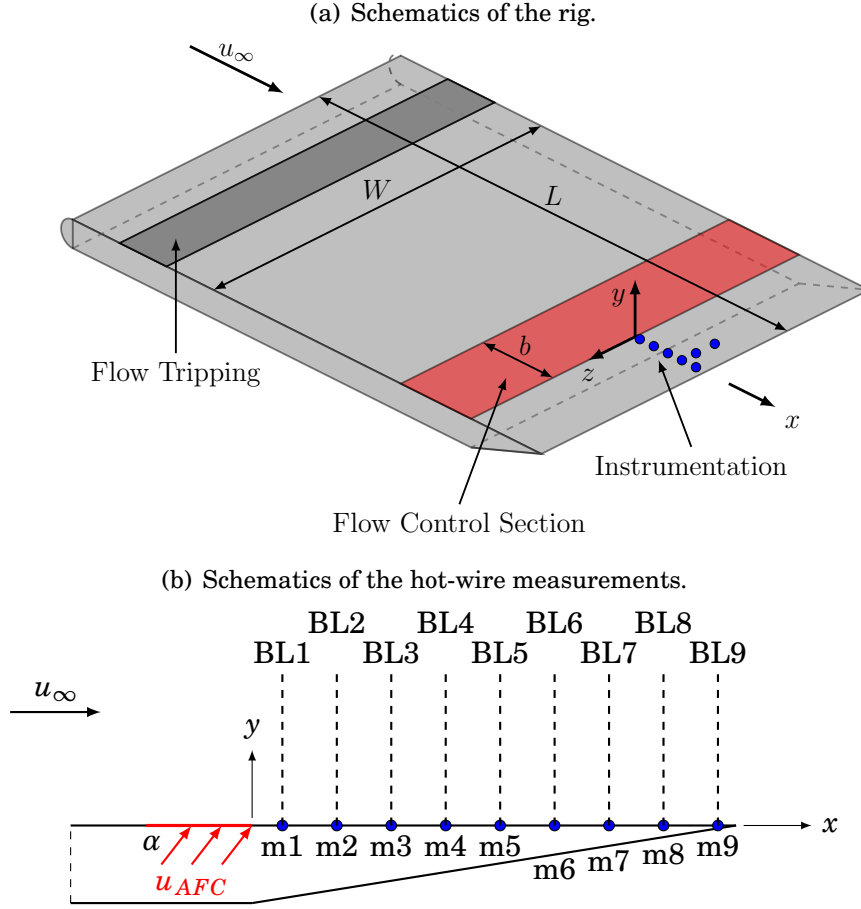 (a) Schematics of the rig.
u∞
W
L
y
b
z
Flow Tripping
x
Instrumentation
Flow Control Section
(b) Schematics of the hot-wire measurements.
BL2 BL4 BL6 BL8
BL1 BL3 BL5 BL7 BL9
u∞
y
x
α m1 m2 m3 m4 m5 m6 m7 m8 m9
u_AFC